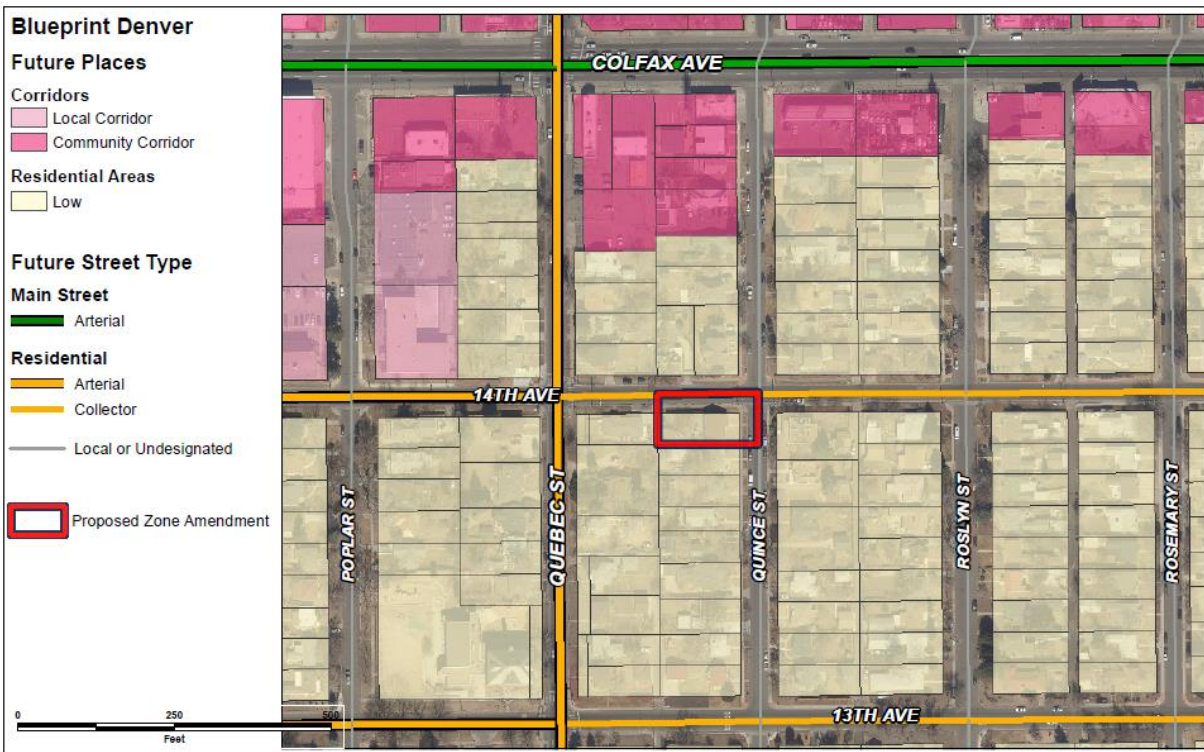 Blueprint Denver
Future Places
Corridors
Local Corridor
Community Corridor
Residential Areas
Low
Future Street Type
Main Street
Arterial
Residential
Arterial
Collector
Local or Undesignated
Proposed Zone Amendment
0 250 500
Feet
COLFAX AVE
14TH AVE
POPLAR ST
QUEBEC ST
QUINCE ST
ROSLYN ST
ROSEMARY ST
13TH AVE